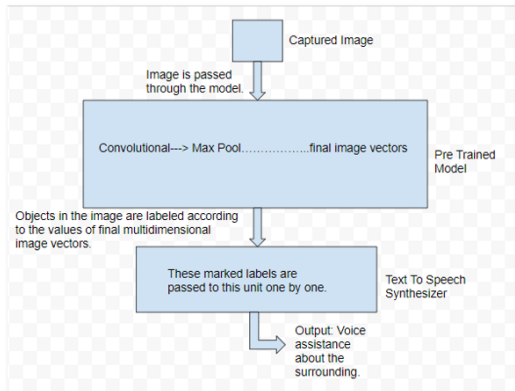 Captured Image
Image is passed
through the model.
Convolutional---> Max Pool..................final image vectors
Pre Trained
Model
Objects in the image are labeled according
to the values of final multidimensional
image vectors.
These marked labels are
passed to this unit one by one.
Text To Speech
Synthesizer
Output: Voice
assistance
about the
surrounding.